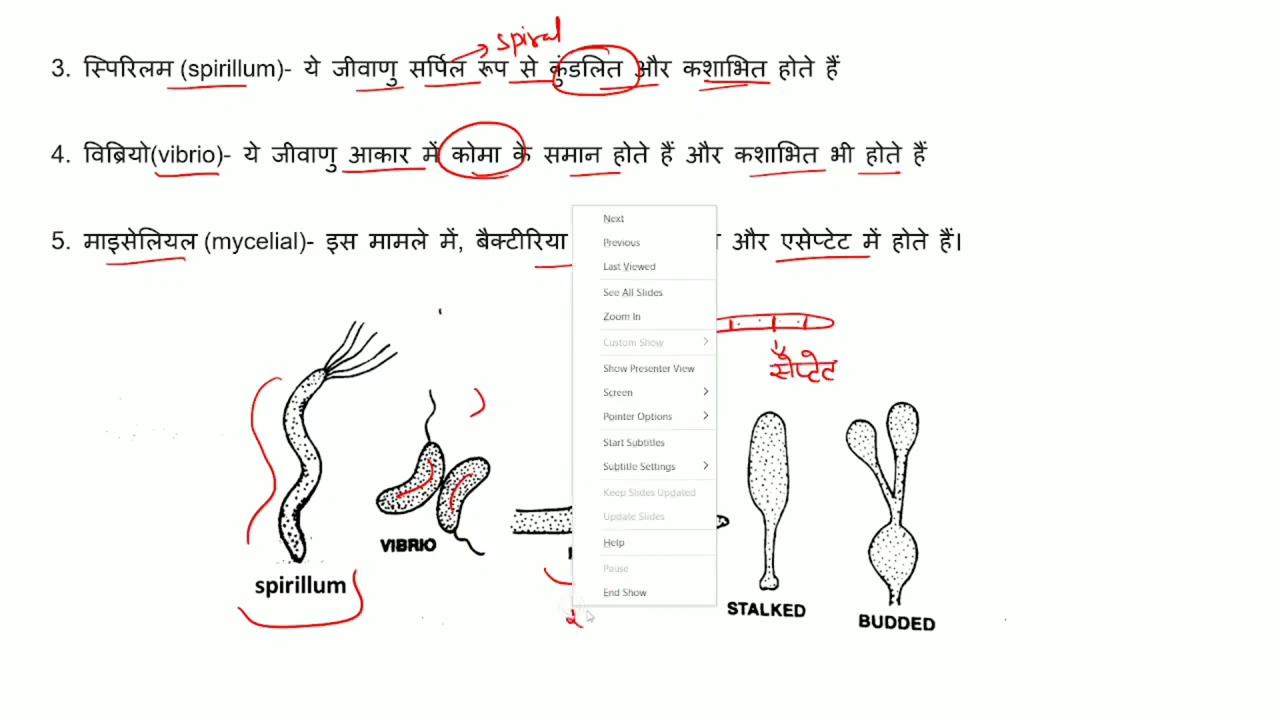 spiral
3. स्पिरिलम (spirillum)- ये जीवाणु सर्पिल रूप से कुंडलित और कशाभित होते हैं
4. विब्रियो(vibrio)- ये जीवाणु आकार में कोमा के समान होते हैं और कशाभित भी होते हैं
5. माइसेलियल (mycelial)- इस मामले में, बैक्टीरिया और एसेप्टेट में होते हैं।
Next
Previous
Last Viewed
See All Slides
Zoom In
Custom Show
Show Presenter View
Screen
Pointer Options
Start Subtitles
Subtitle Settings
Keep Slides Updated
Update Slides
Help
Pause
End Show
सेप्टेट
VIBRIO
spirillum
STALKED
BUDDED